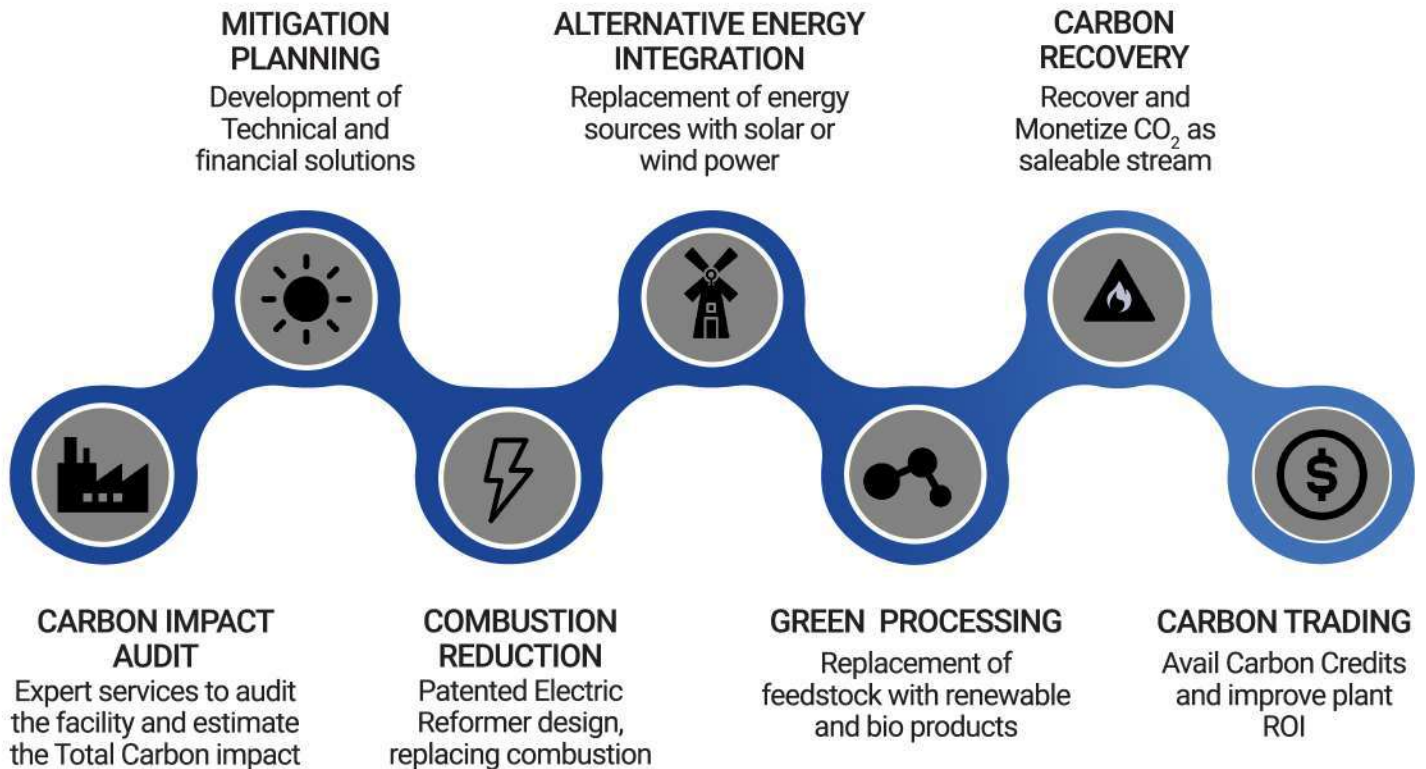 MITIGATION
PLANNING
Development of
Technical and
financial solutions
ALTERNATIVE ENERGY
INTEGRATION
Replacement of energy
sources with solar or
wind power
CARBON
RECOVERY
Recover and
Monetize CO₂ as
saleable stream
$
CARBON IMPACT
AUDIT
Expert services to audit
the facility and estimate
the Total Carbon impact
COMBUSTION
REDUCTION
Patented Electric
Reformer design,
replacing combustion
GREEN PROCESSING
Replacement of
feedstock with renewable
and bio products
CARBON TRADING
Avail Carbon Credits
and improve plant
ROI